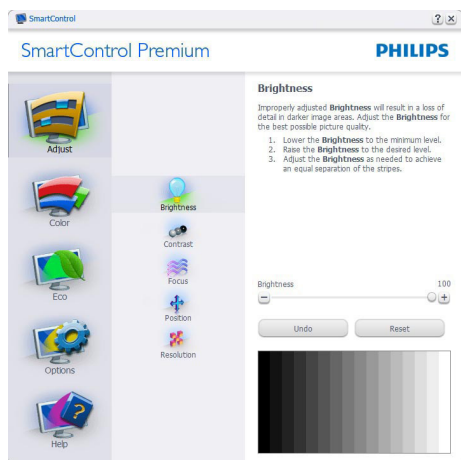 SmartControl
? x
SmartControl Premium
PHILIPS
Adjust
Color
Eco
Options
Help
Brightness
Contrast
Focus
Position
Resolution
Brightness
Improperly adjusted Brightness will result in a loss of
detail in darker image areas. Adjust the Brightness for
the best possible picture quality.
1. Lower the Brightness to the minimum level.
2. Raise the Brightness to the desired level.
3. Adjust the Brightness as needed to achieve
an equal separation of the stripes.
Brightness 100
− +
Undo Reset